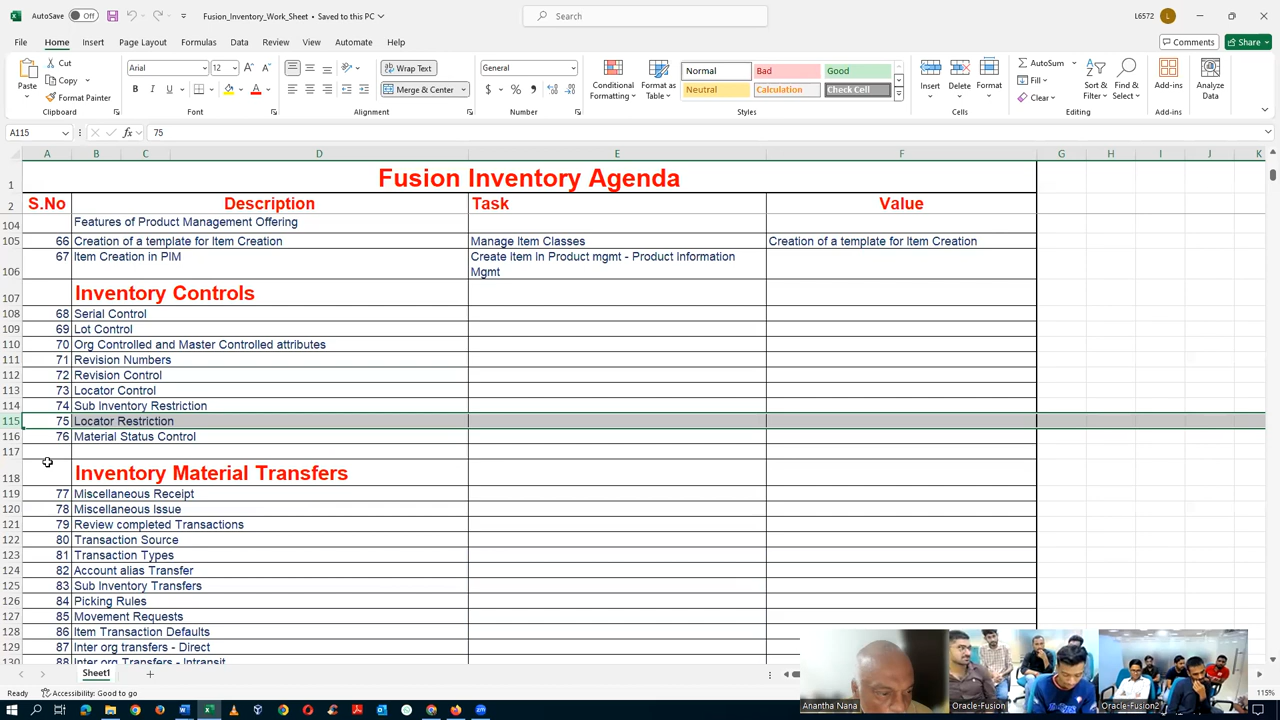 AutoSave Off Fusion_Inventory_Work_Sheet • Saved to this PC Search L6572 L
File Home Insert Page Layout Formulas Data Review View Automate Help Comments Share
Paste Cut Copy Format Painter Clipboard
Arial 12 B I U A Font
Wrap Text Merge & Center Alignment
General $ % Number
Conditional Formatting Format as Table
Normal Bad Good
Neutral Calculation Check Cell
Styles
Insert Delete Format Cells
AutoSum Fill Clear Sort & Filter Find & Select Editing
Add-ins Add-ins
Analyze Data
A115 fx 75
A B C D E F G H I J K
1 Fusion Inventory Agenda
2 S.No Description Task Value
104 Features of Product Management Offering
105 66 Creation of a template for Item Creation Manage Item Classes Creation of a template for Item Creation
106 67 Item Creation in PIM Create Item In Product mgmt - Product Information Mgmt
107 Inventory Controls
108 68 Serial Control
109 69 Lot Control
110 70 Org Controlled and Master Controlled attributes
111 71 Revision Numbers
112 72 Revision Control
113 73 Locator Control
114 74 Sub Inventory Restriction
115 75 Locator Restriction
116 76 Material Status Control
117
118 Inventory Material Transfers
119 77 Miscellaneous Receipt
120 78 Miscellaneous Issue
121 79 Review completed Transactions
122 80 Transaction Source
123 81 Transaction Types
124 82 Account alias Transfer
125 83 Sub Inventory Transfers
126 84 Picking Rules
127 85 Movement Requests
128 86 Item Transaction Defaults
129 87 Inter org transfers - Direct
130 88 Inter org Transfers - Intransit
Sheet1
Ready Accessibility: Good to go 115%
Anantha Nana Oracle-Fusion Oracle-Fusion2